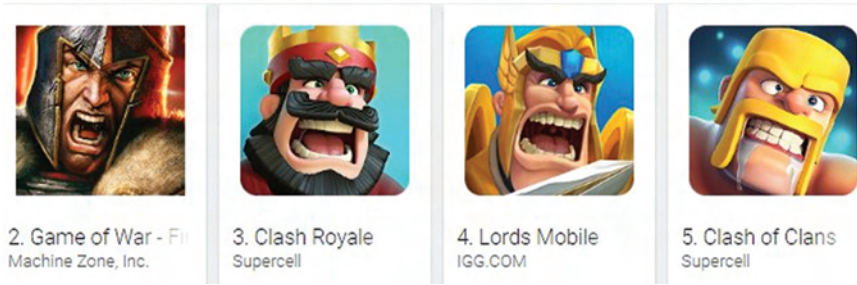 2. Game of War -
Machine Zone, Inc.
3. Clash Royale
Supercell
4. Lords Mobile
IGG.COM
5. Clash of Clans
Supercell